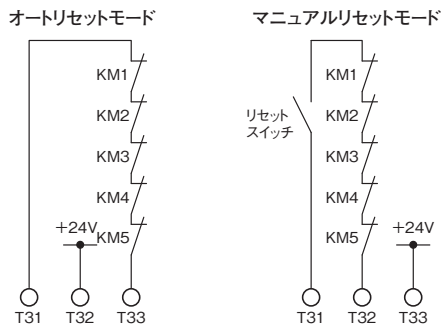 オートリセットモード
KM1
KM2
KM3
KM4
+24V
KM5
T31
T32
T33
マニュアルリセットモード
KM1
リセット
スイッチ
KM2
KM3
KM4
+24V
KM5
T31
T32
T33